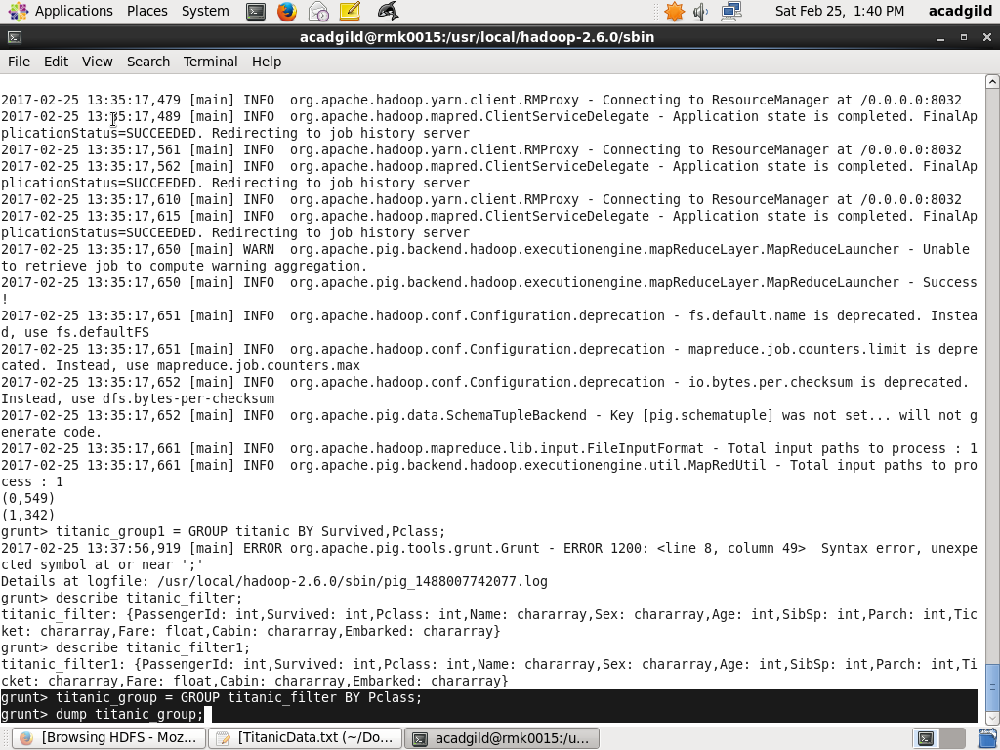 Applications Places System Sat Feb 25, 1:40 PM acadgild
acadgild@rmk0015:/usr/local/hadoop-2.6.0/sbin
File Edit View Search Terminal Help
2017-02-25 13:35:17,479 [main] INFO  org.apache.hadoop.yarn.client.RMProxy - Connecting to ResourceManager at /0.0.0.0:8032
2017-02-25 13:35:17,489 [main] INFO  org.apache.hadoop.mapred.ClientServiceDelegate - Application state is completed. FinalAp
plicationStatus=SUCCEEDED. Redirecting to job history server
2017-02-25 13:35:17,561 [main] INFO  org.apache.hadoop.yarn.client.RMProxy - Connecting to ResourceManager at /0.0.0.0:8032
2017-02-25 13:35:17,562 [main] INFO  org.apache.hadoop.mapred.ClientServiceDelegate - Application state is completed. FinalAp
plicationStatus=SUCCEEDED. Redirecting to job history server
2017-02-25 13:35:17,610 [main] INFO  org.apache.hadoop.yarn.client.RMProxy - Connecting to ResourceManager at /0.0.0.0:8032
2017-02-25 13:35:17,615 [main] INFO  org.apache.hadoop.mapred.ClientServiceDelegate - Application state is completed. FinalAp
plicationStatus=SUCCEEDED. Redirecting to job history server
2017-02-25 13:35:17,650 [main] WARN  org.apache.pig.backend.hadoop.executionengine.mapReduceLayer.MapReduceLauncher - Unable
to retrieve job to compute warning aggregation.
2017-02-25 13:35:17,650 [main] INFO  org.apache.pig.backend.hadoop.executionengine.mapReduceLayer.MapReduceLauncher - Success
!
2017-02-25 13:35:17,651 [main] INFO  org.apache.hadoop.conf.Configuration.deprecation - fs.default.name is deprecated. Instea
d, use fs.defaultFS
2017-02-25 13:35:17,651 [main] INFO  org.apache.hadoop.conf.Configuration.deprecation - mapreduce.job.counters.limit is depre
cated. Instead, use mapreduce.job.counters.max
2017-02-25 13:35:17,652 [main] INFO  org.apache.hadoop.conf.Configuration.deprecation - io.bytes.per.checksum is deprecated.
Instead, use dfs.bytes-per-checksum
2017-02-25 13:35:17,652 [main] INFO  org.apache.pig.data.SchemaTupleBackend - Key [pig.schematuple] was not set... will not g
enerate code.
2017-02-25 13:35:17,661 [main] INFO  org.apache.hadoop.mapreduce.lib.input.FileInputFormat - Total input paths to process : 1
2017-02-25 13:35:17,661 [main] INFO  org.apache.pig.backend.hadoop.executionengine.util.MapRedUtil - Total input paths to pro
cess : 1
(0,549)
(1,342)
grunt> titanic_group1 = GROUP titanic BY Survived,Pclass;
2017-02-25 13:37:56,919 [main] ERROR org.apache.pig.tools.grunt.Grunt - ERROR 1200: <line 8, column 49>  Syntax error, unexpe
cted symbol at or near ';'
Details at logfile: /usr/local/hadoop-2.6.0/sbin/pig_1488007742077.log
grunt> describe titanic_filter;
titanic_filter: {PassengerId: int,Survived: int,Pclass: int,Name: chararray,Sex: chararray,Age: int,SibSp: int,Parch: int,Tic
ket: chararray,Fare: float,Cabin: chararray,Embarked: chararray}
grunt> describe titanic_filter1;
titanic_filter1: {PassengerId: int,Survived: int,Pclass: int,Name: chararray,Sex: chararray,Age: int,SibSp: int,Parch: int,Ti
cket: chararray,Fare: float,Cabin: chararray,Embarked: chararray}
grunt> titanic_group = GROUP titanic_filter BY Pclass;
grunt> dump titanic_group;
[Browsing HDFS - Moz... [TitanicData.txt (~/Do... acadgild@rmk0015:/u...